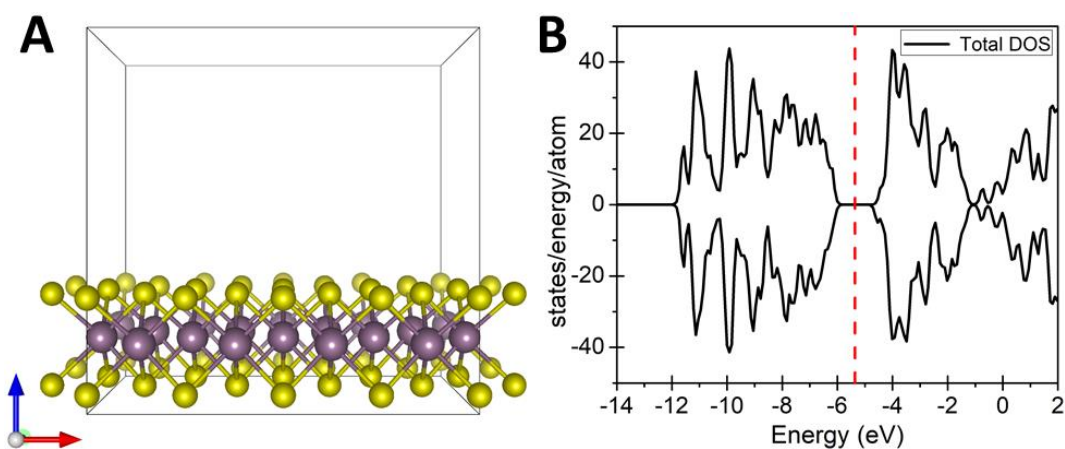 A
B
Total DOS
states/energy/atom
40
20
0
-20
-40
-14 -12 -10 -8 -6 -4 -2 0 2
Energy (eV)